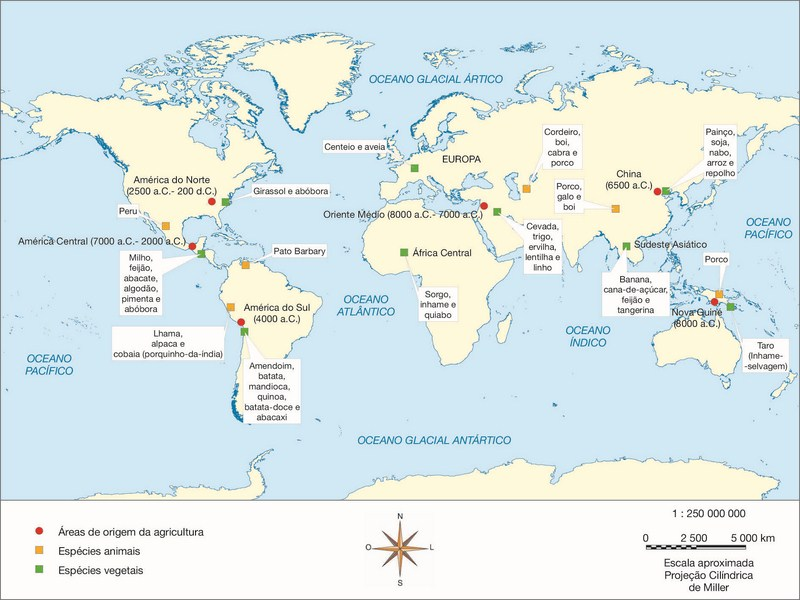 OCEANO GLACIAL ÁRTICO
Centeio e aveia
EUROPA
Cordeiro,
boi,
cabra e
porco
Painço,
soja,
nabo,
arroz e
repolho
China
(6500 a.C.)
América do Norte
(2500 a.C.- 200 d.C.)
Girassol e abóbora
Peru
Oriente Médio (8000 a.C.- 7000 a.C.)
Porco,
galo e
boi
América Central (7000 a.C.- 2000 a.C.)
Milho,
feijão,
abacate,
algodão,
pimenta e
abóbora
Pato Barbary
África Central
Cevada,
trigo,
ervilha,
lentilha e
linho
Sudeste Asiático
OCEANO
PACÍFICO
Sorgo,
inhame e
quiabo
Banana,
cana-de-açúcar,
feijão e
tangerina
Porco
América do Sul
(4000 a.C.)
OCEANO
ATLÂNTICO
OCEANO
ÍNDICO
Nova Guiné
(8000 a.C.)
Lhama,
alpaca e
cobaia (porquinho-da-índia)
Taro
(Inhame-
-selvagem)
OCEANO
PACÍFICO
Amendoim,
batata,
mandioca,
quinoa,
batata-doce e
abacaxi
OCEANO GLACIAL ANTÁRTICO
Áreas de origem da agricultura
Espécies animais
Espécies vegetais
N
O
L
S
1 : 250 000 000
0 2 500 5 000 km
Escala aproximada
Projeção Cilíndrica
de Miller